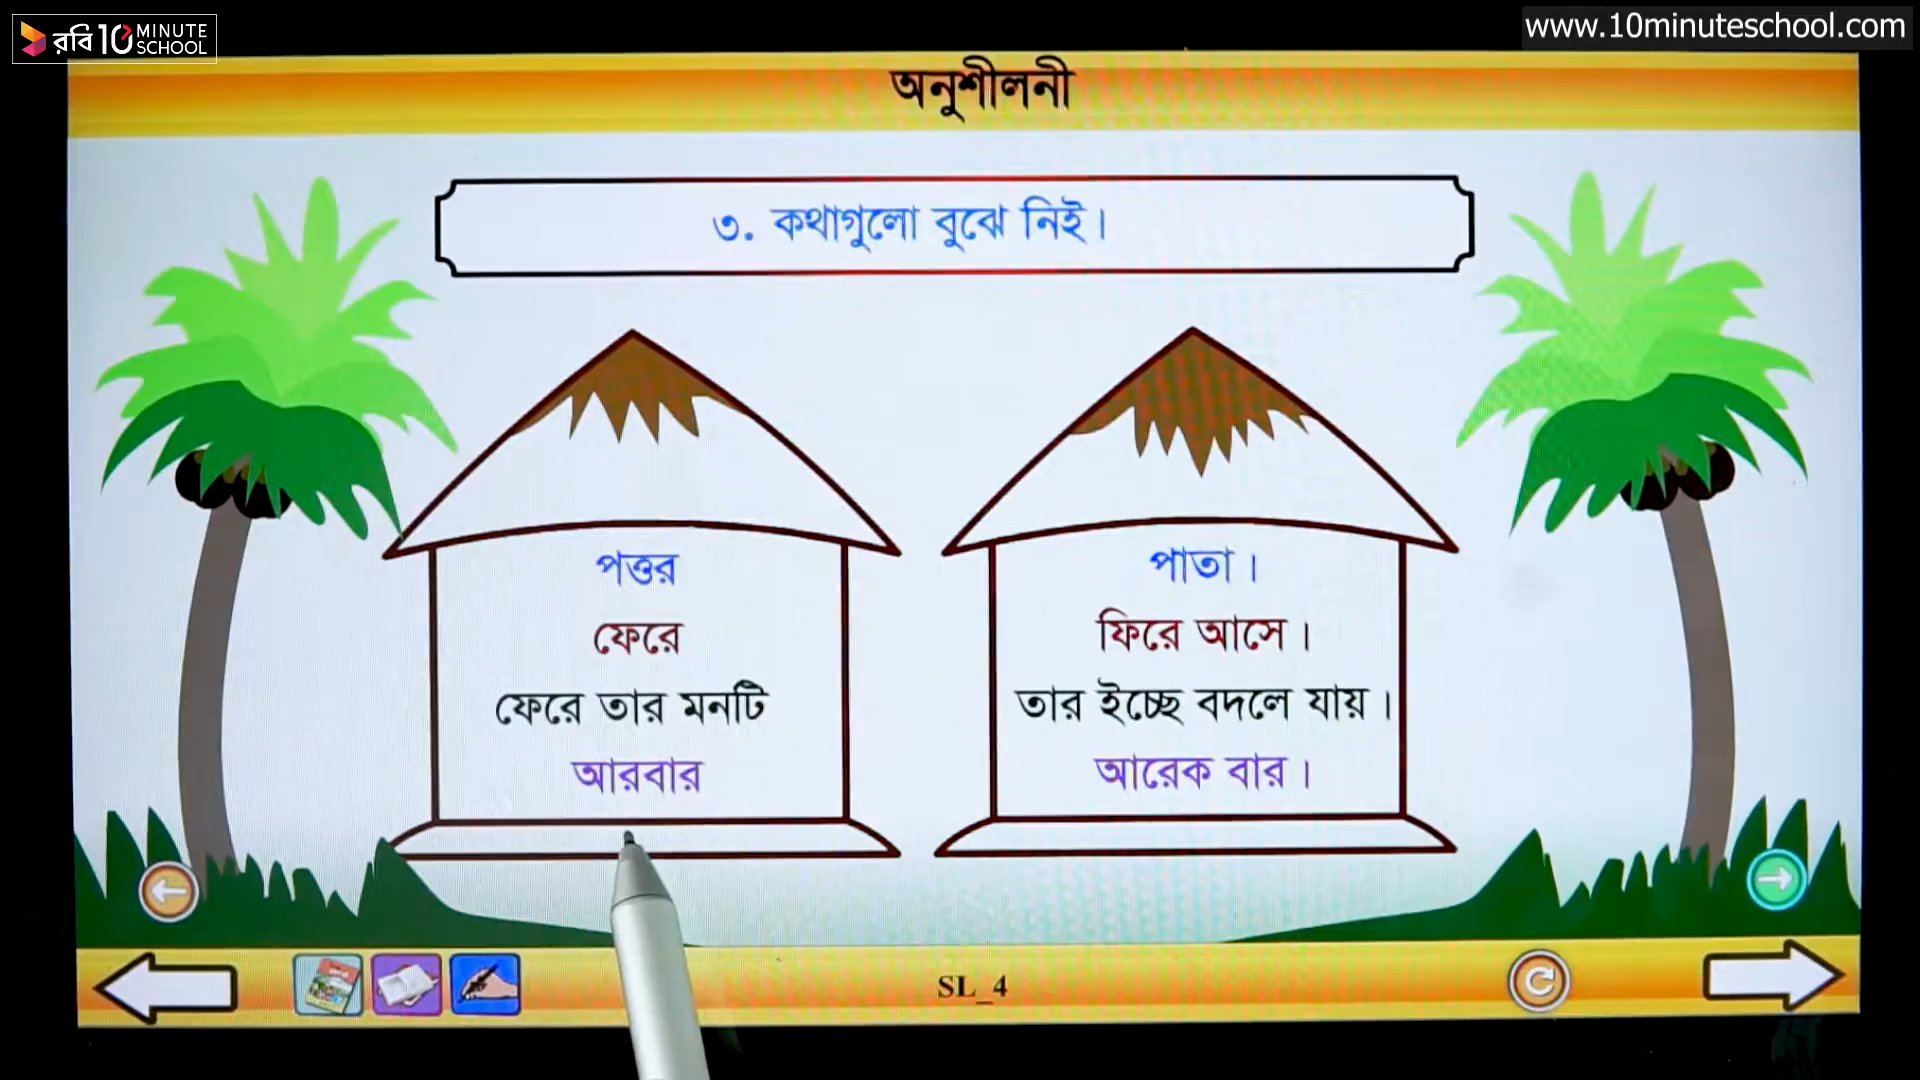 রবি 10 MINUTE SCHOOL
www.10minuteschool.com
অনুশীলনী
৩. কথাগুলো বুঝে নিই।
পত্তর
পাতা।
ফেরে
ফিরে আসে।
ফেরে তার মনটি
তার ইচ্ছে বদলে যায়।
আরবার
আরেক বার।
SL_4